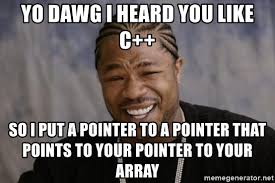 YO DAWG I HEARD YOU LIKE
C++
SO I PUT A POINTER TO A POINTER THAT
POINTS TO YOUR POINTER TO YOUR
ARRAY
memegenerator.net